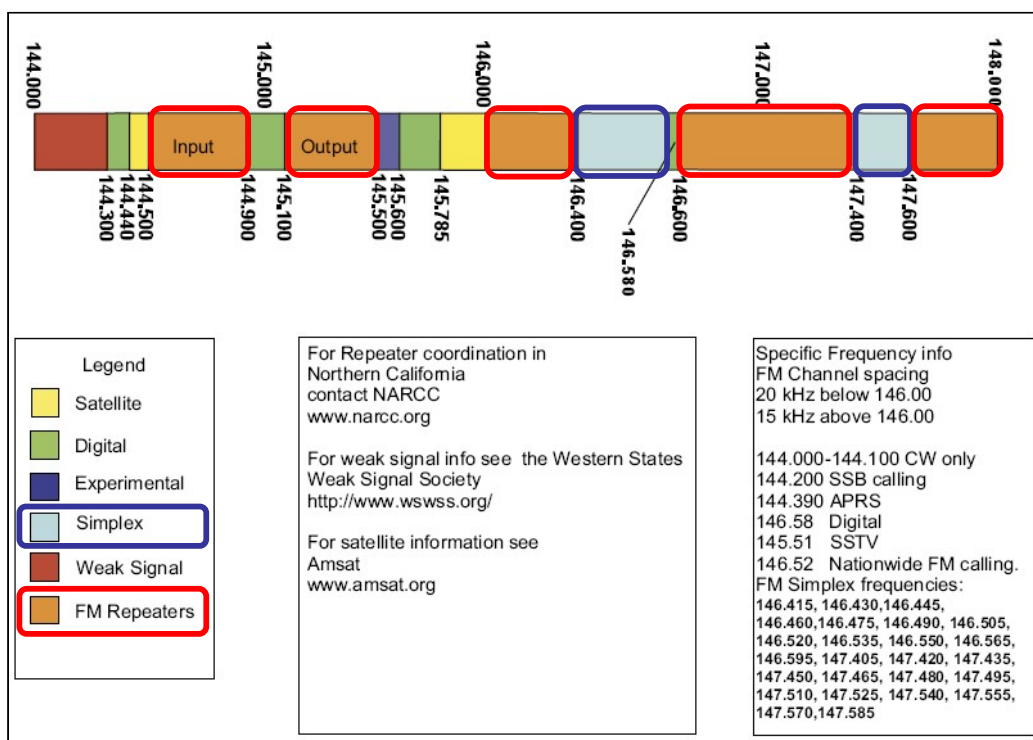 144.000
145.000
146.000
147.000
148.000
Input
Output
144.300
144.440
144.500
144.900
145.100
145.500
145.600
145.785
146.400
146.580
146.600
147.400
147.600
Legend
Satellite
Digital
Experimental
Simplex
Weak Signal
FM Repeaters
For Repeater coordination in
Northern California
contact NARCC
www.narcc.org
For weak signal info see the Western States
Weak Signal Society
http://www.wswss.org/
For satellite information see
Amsat
www.amsat.org
Specific Frequency info
FM Channel spacing
20 kHz below 146.00
15 kHz above 146.00
144.000-144.100 CW only
144.200 SSB calling
144.390 APRS
146.58 Digital
145.51 SSTV
146.52 Nationwide FM calling.
FM Simplex frequencies:
146.415, 146.430,146.445,
146.460,146.475, 146.490, 146.505,
146.520, 146.535, 146.550, 146.565,
146.595, 147.405, 147.420, 147.435,
147.450, 147.465, 147.480, 147.495,
147.510, 147.525, 147.540, 147.555,
147.570,147.585